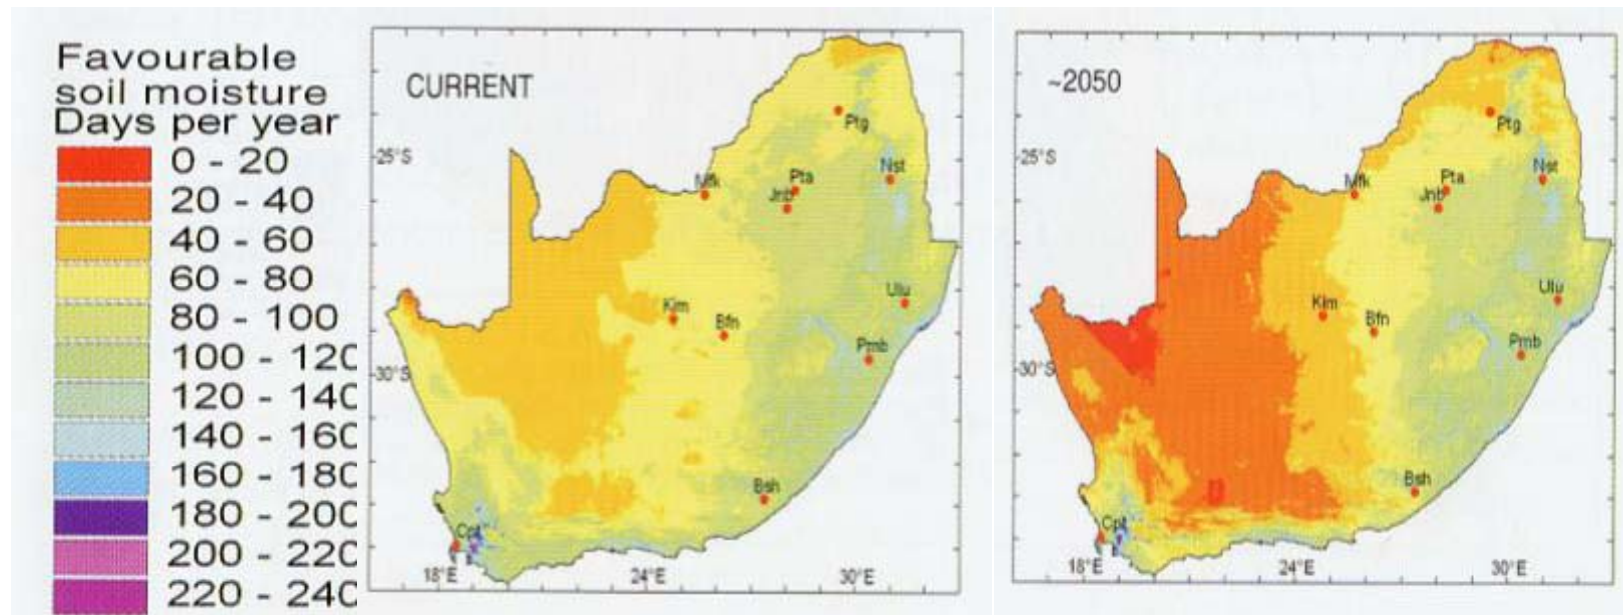 Favourable
soil moisture
Days per year
0 - 20
20 - 40
40 - 60
60 - 80
80 - 100
100 - 120
120 - 140
140 - 160
160 - 180
180 - 200
200 - 220
220 - 240
CURRENT
Ptg
25°S
Nst
Mfk
Pta
Jnb
Ulu
Kim
Bfn
Pmb
30°S
Bsh
Cpt
18°E
24°E
30°E
~2050
Ptg
25°S
Nst
Mfk
Pta
Jnb
Ulu
Kim
Bfn
Pmb
30°S
Bsh
Cpt
18°E
24°E
30°E